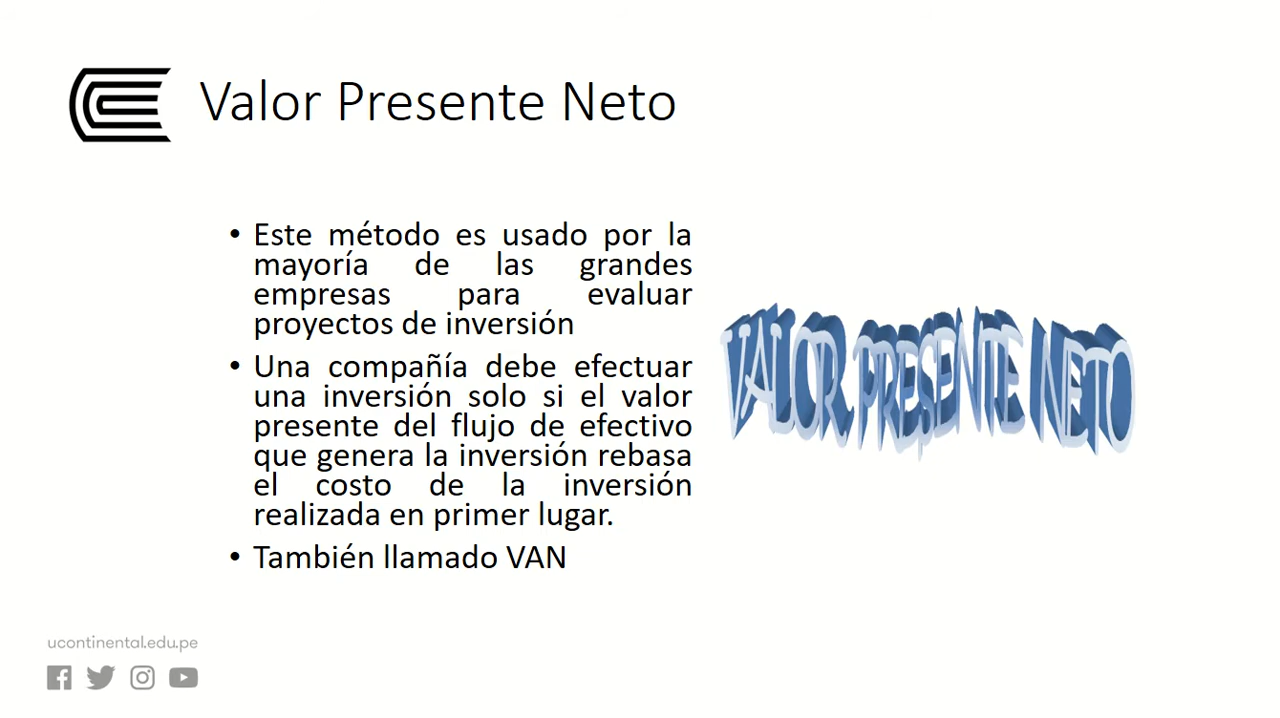 Valor Presente Neto
• Este método es usado por la
mayoría de las grandes
empresas para evaluar
proyectos de inversión
• Una compañía debe efectuar
una inversión solo si el valor
presente del flujo de efectivo
que genera la inversión rebasa
el costo de la inversión
realizada en primer lugar.
• También llamado VAN
VALOR PRESENTE NETO
ucontinental.edu.pe